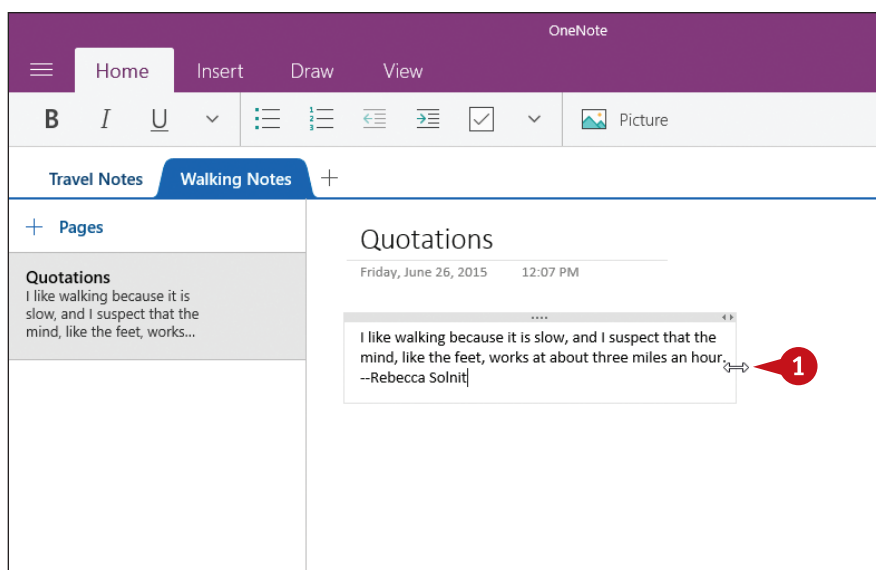 OneNote
Home Insert Draw View
B I U Picture
Travel Notes Walking Notes
Pages
Quotations
I like walking because it is
slow, and I suspect that the
mind, like the feet, works...
Quotations
Friday, June 26, 2015 12:07 PM
I like walking because it is slow, and I suspect that the
mind, like the feet, works at about three miles an hour.
--Rebecca Solnit
1